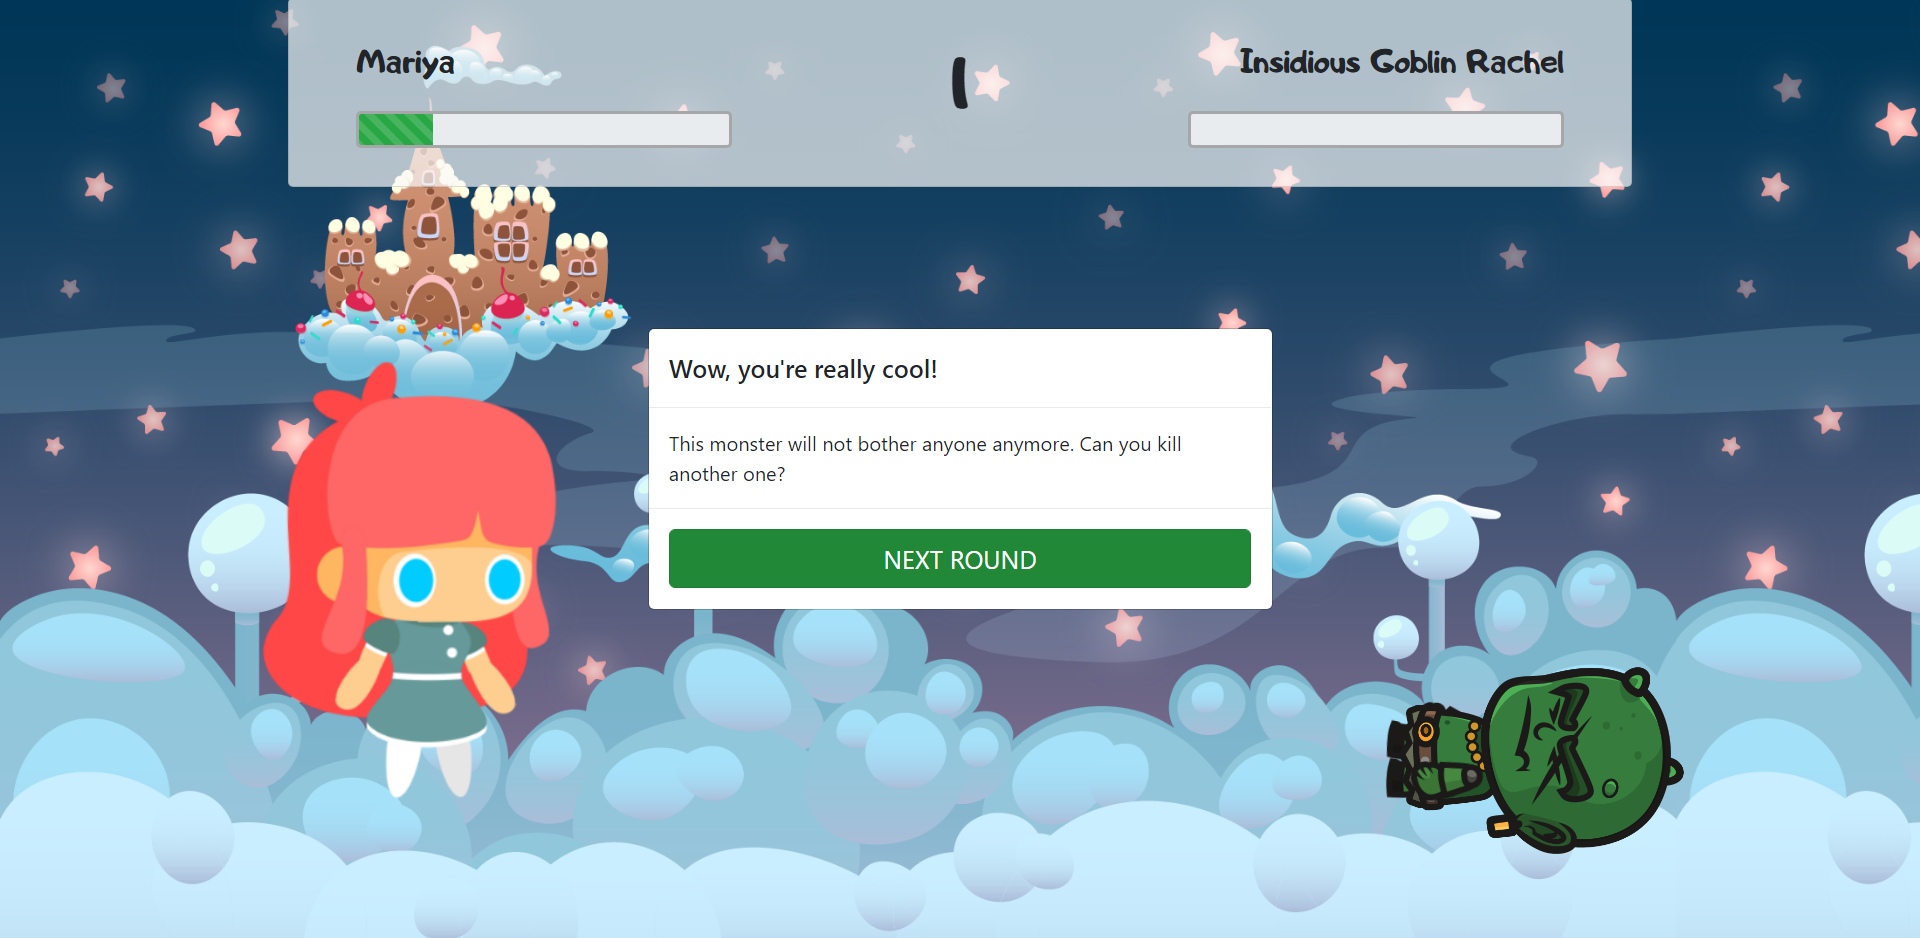 Mariya
1
Insidious Goblin Rachel
Wow, you're really cool!
This monster will not bother anyone anymore. Can you kill
another one?
NEXT ROUND